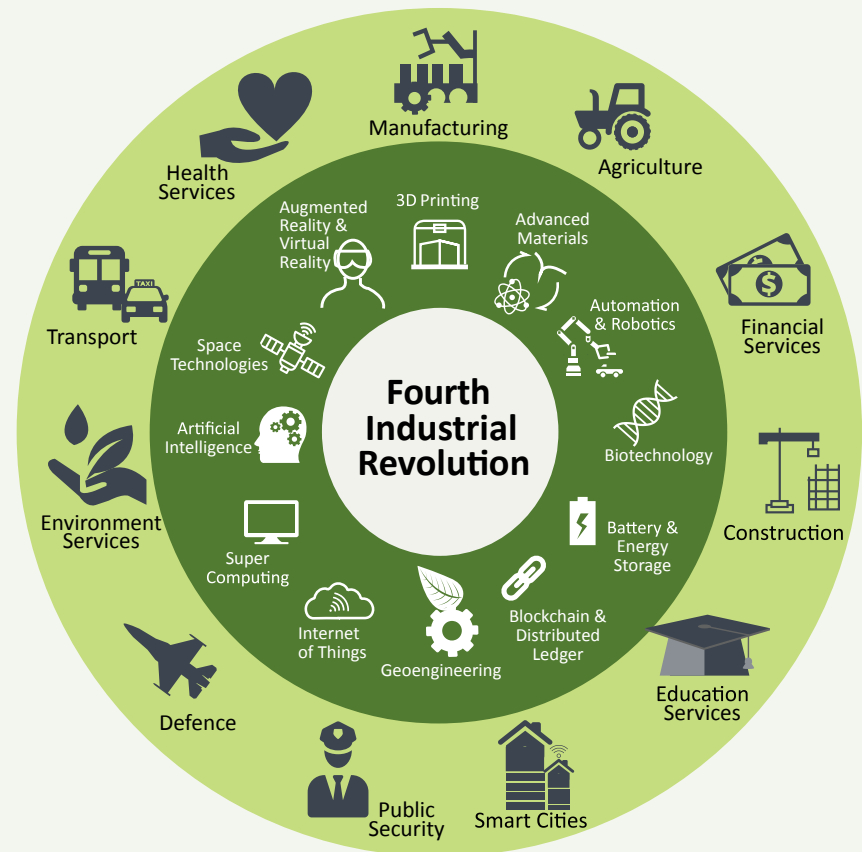 Manufacturing
Agriculture
Financial
Services
Construction
Education
Services
Smart Cities
Public
Security
Defence
Environment
Services
Transport
Health
Services
TAXI
$
3D Printing
Advanced
Materials
Automation
& Robotics
Biotechnology
Battery &
Energy
Storage
Blockchain &
Distributed
Ledger
Geoengineering
Internet
of Things
Super
Computing
Artificial
Intelligence
Space
Technologies
Augmented
Reality &
Virtual
Reality
Fourth
Industrial
Revolution